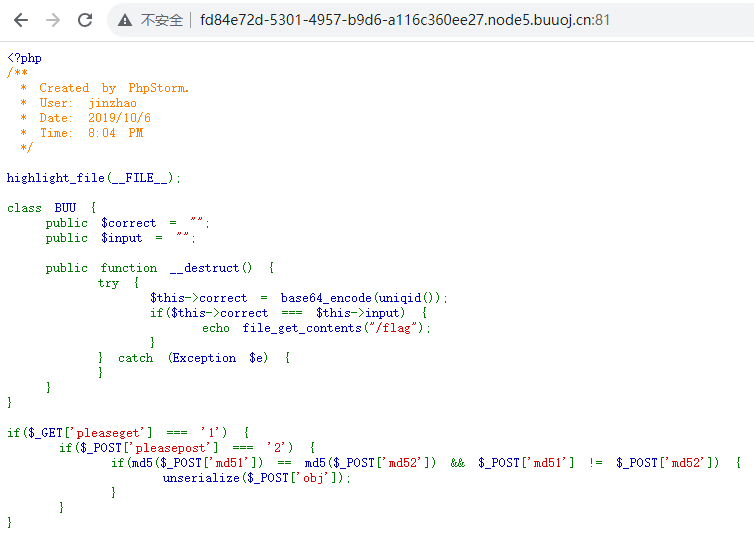 不安全 fd84e72d-5301-4957-b9d6-a116c360ee27.node5.buuoj.cn:81
<?php
/**
 * Created by PhpStorm.
 * User: jinzhao
 * Date: 2019/10/6
 * Time: 8:04 PM
 */
highlight_file(__FILE__);
class BUU {
    public $correct = "";
    public $input = "";
    public function __destruct() {
        try {
            $this->correct = base64_encode(uniqid());
            if($this->correct === $this->input) {
                echo file_get_contents("/flag");
            }
        } catch (Exception $e) {
        }
    }
}
if($_GET['pleaseget'] === '1') {
    if($_POST['pleasepost'] === '2') {
        if(md5($_POST['md51']) == md5($_POST['md52']) && $_POST['md51'] != $_POST['md52']) {
            unserialize($_POST['obj']);
        }
    }
}